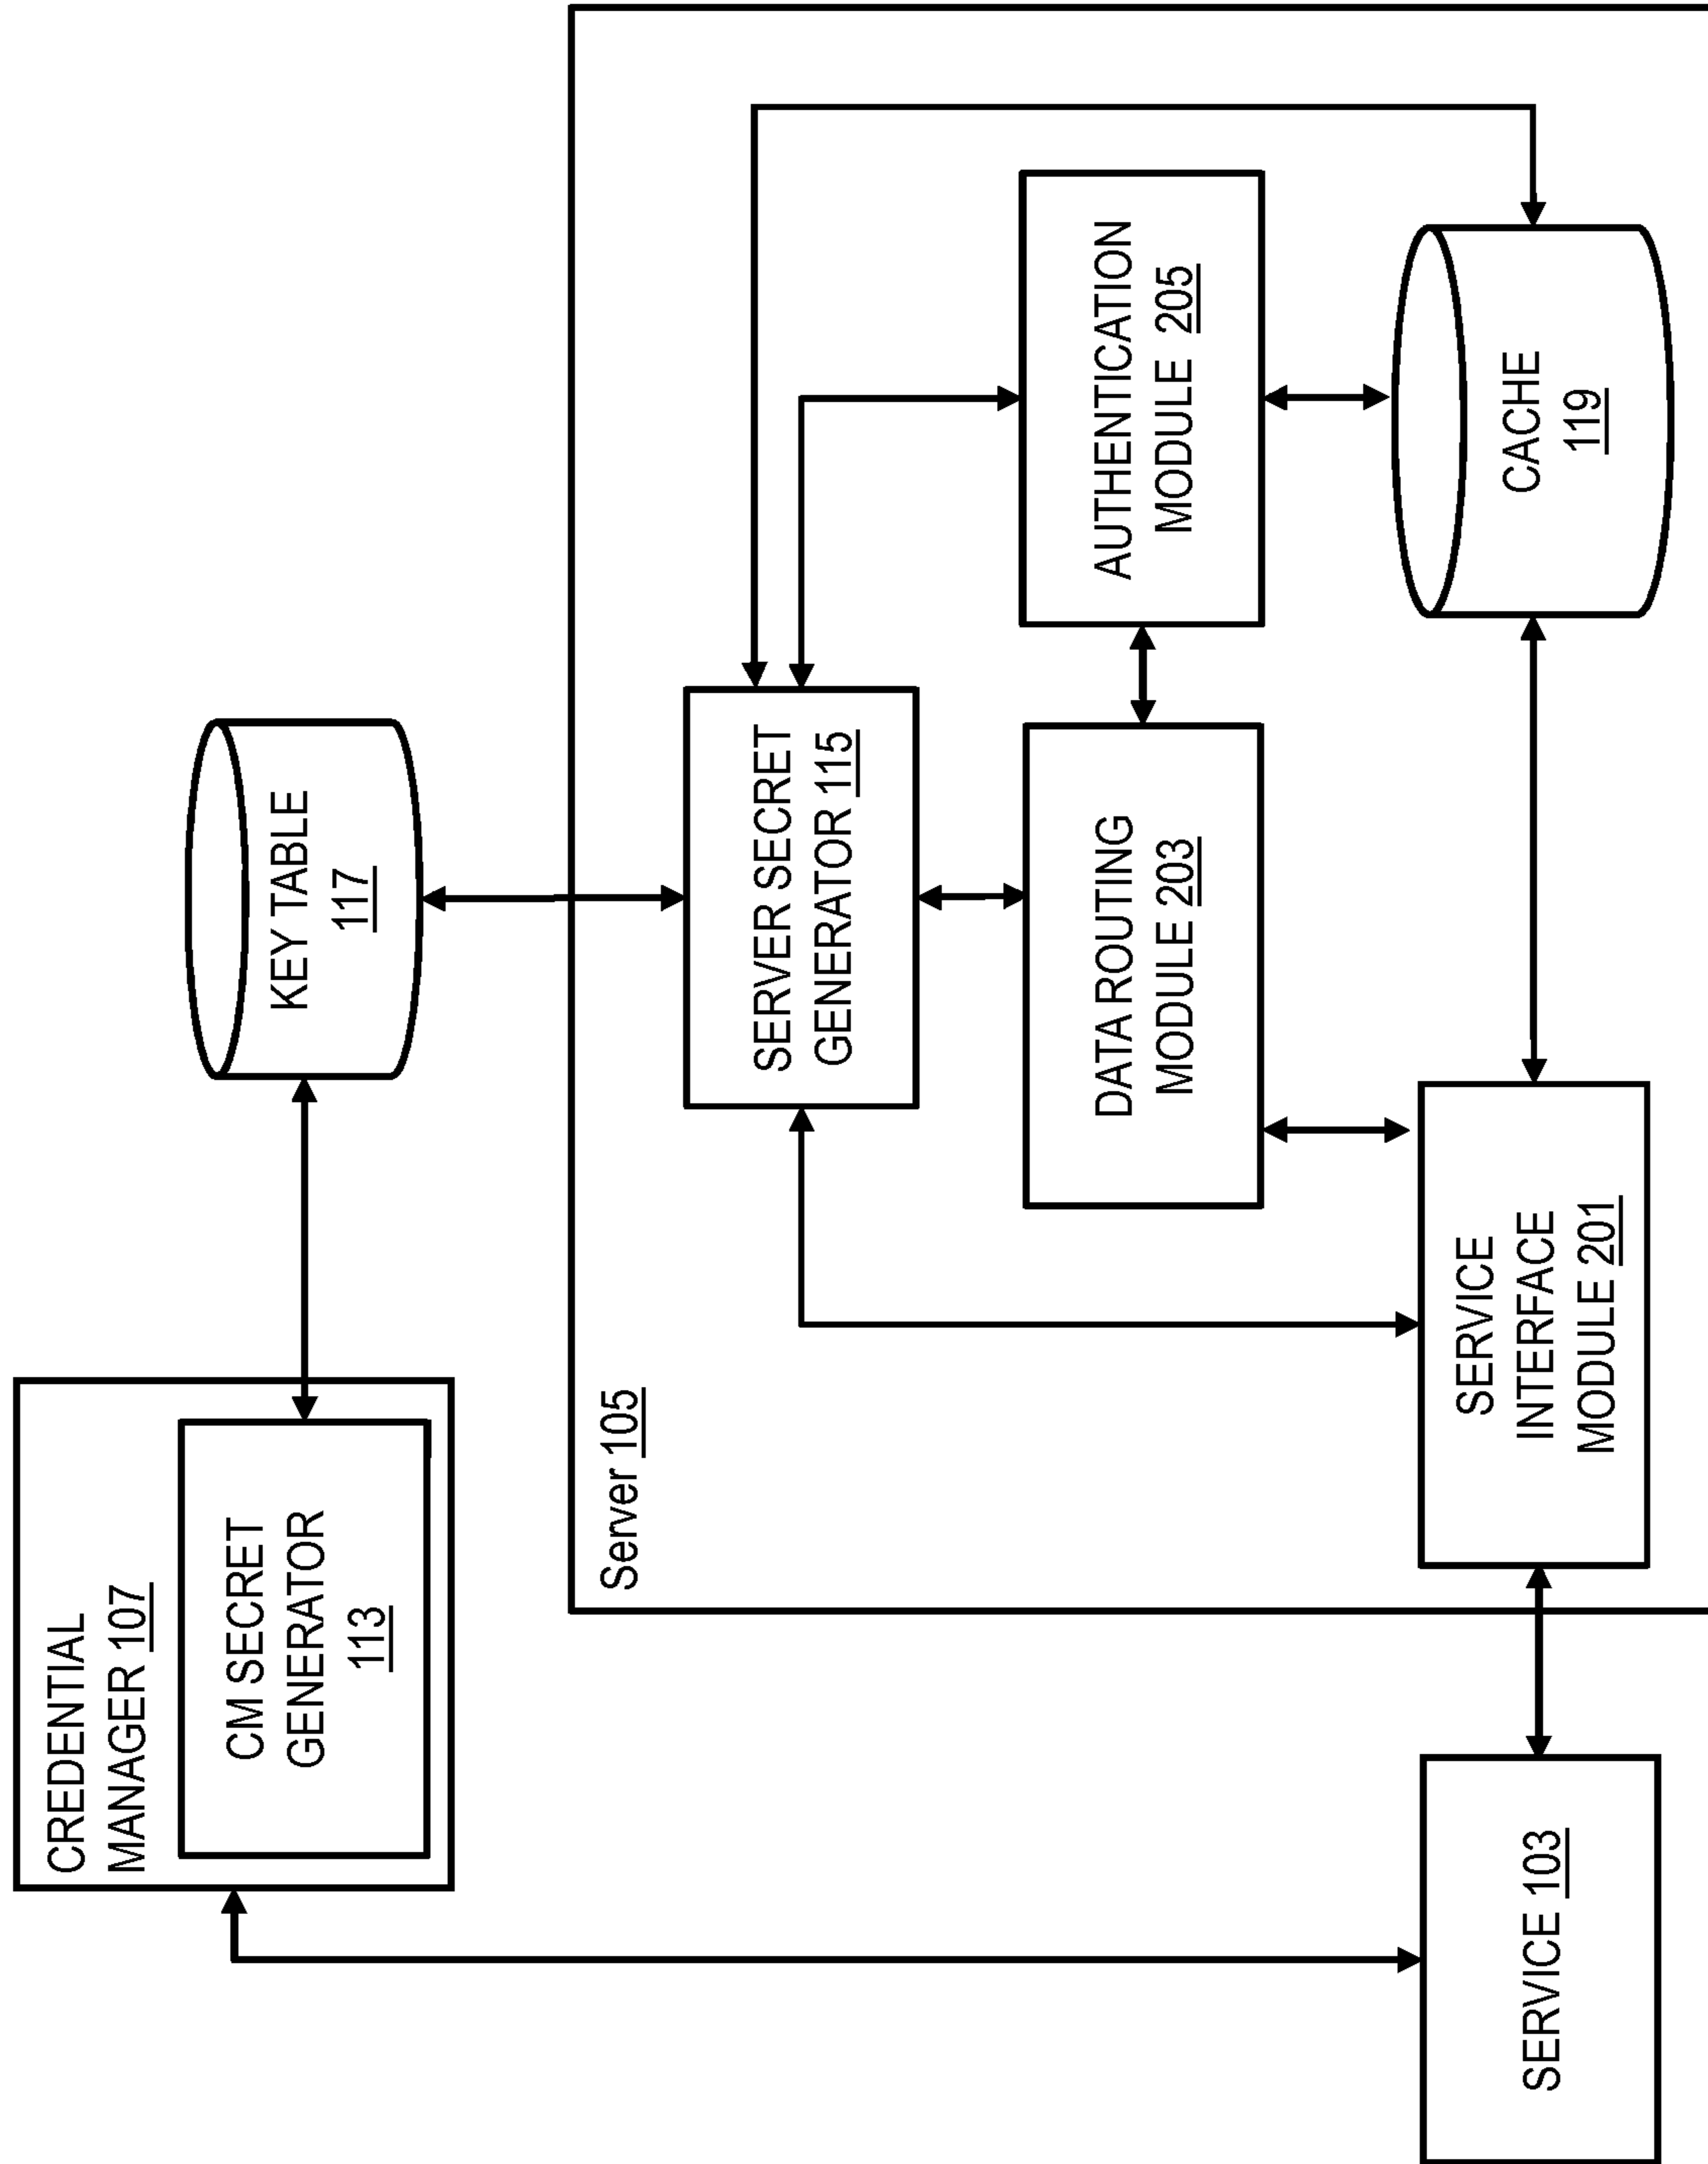 CREDENTIAL
MANAGER 107
CM SECRET
GENERATOR
113
KEY TABLE
117
Server 105
SERVER SECRET
GENERATOR 115
DATA ROUTING
MODULE 203
AUTHENTICATION
MODULE 205
SERVICE 103
SERVICE
INTERFACE
MODULE 201
CACHE
119